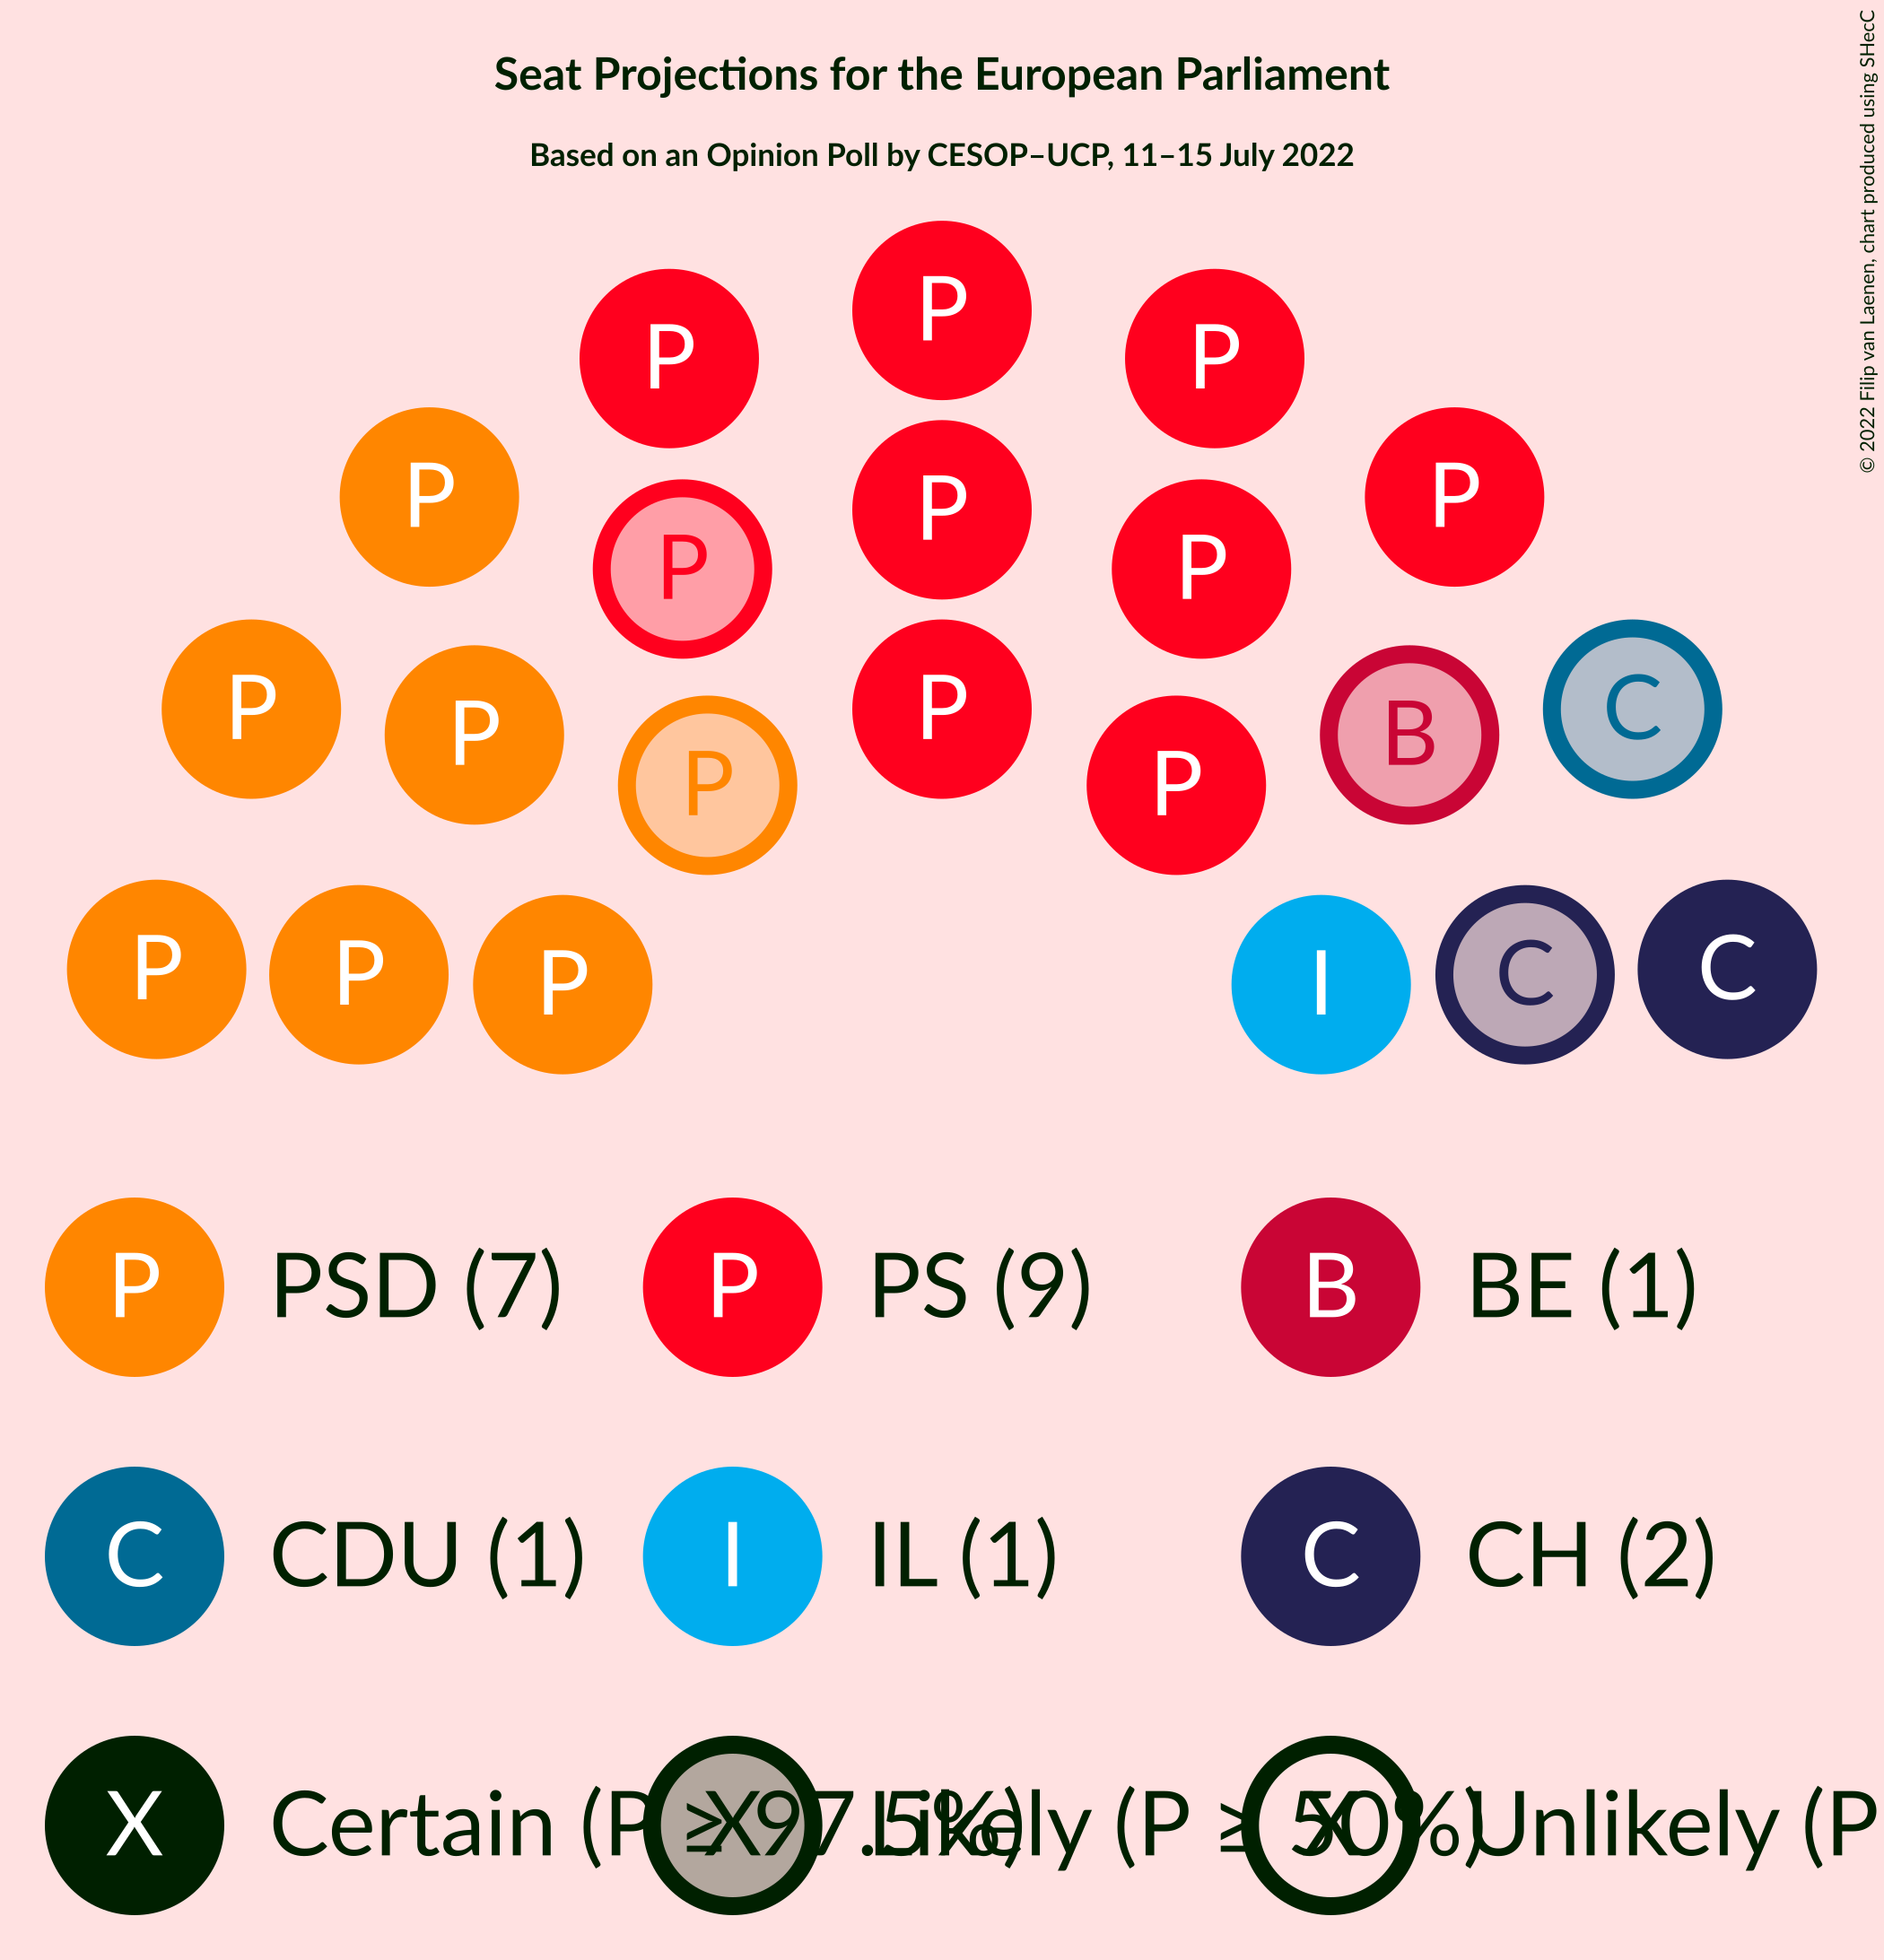 Seat Projections for the European Parliament
Based on an Opinion Poll by CESOP–UCP, 11–15 July 2022
© 2022 Filip van Laenen, chart produced using SHecC
P
P P
P P
P
P P
P P
P B C
P P
P P
I
P P C C
P PSD (7) P PS (9) B BE (1)
C CDU (1) I IL (1) C CH (2)
X Certain (P ≥ 97.5%) X Likely (P ≥ 50%) X Unlikely (P